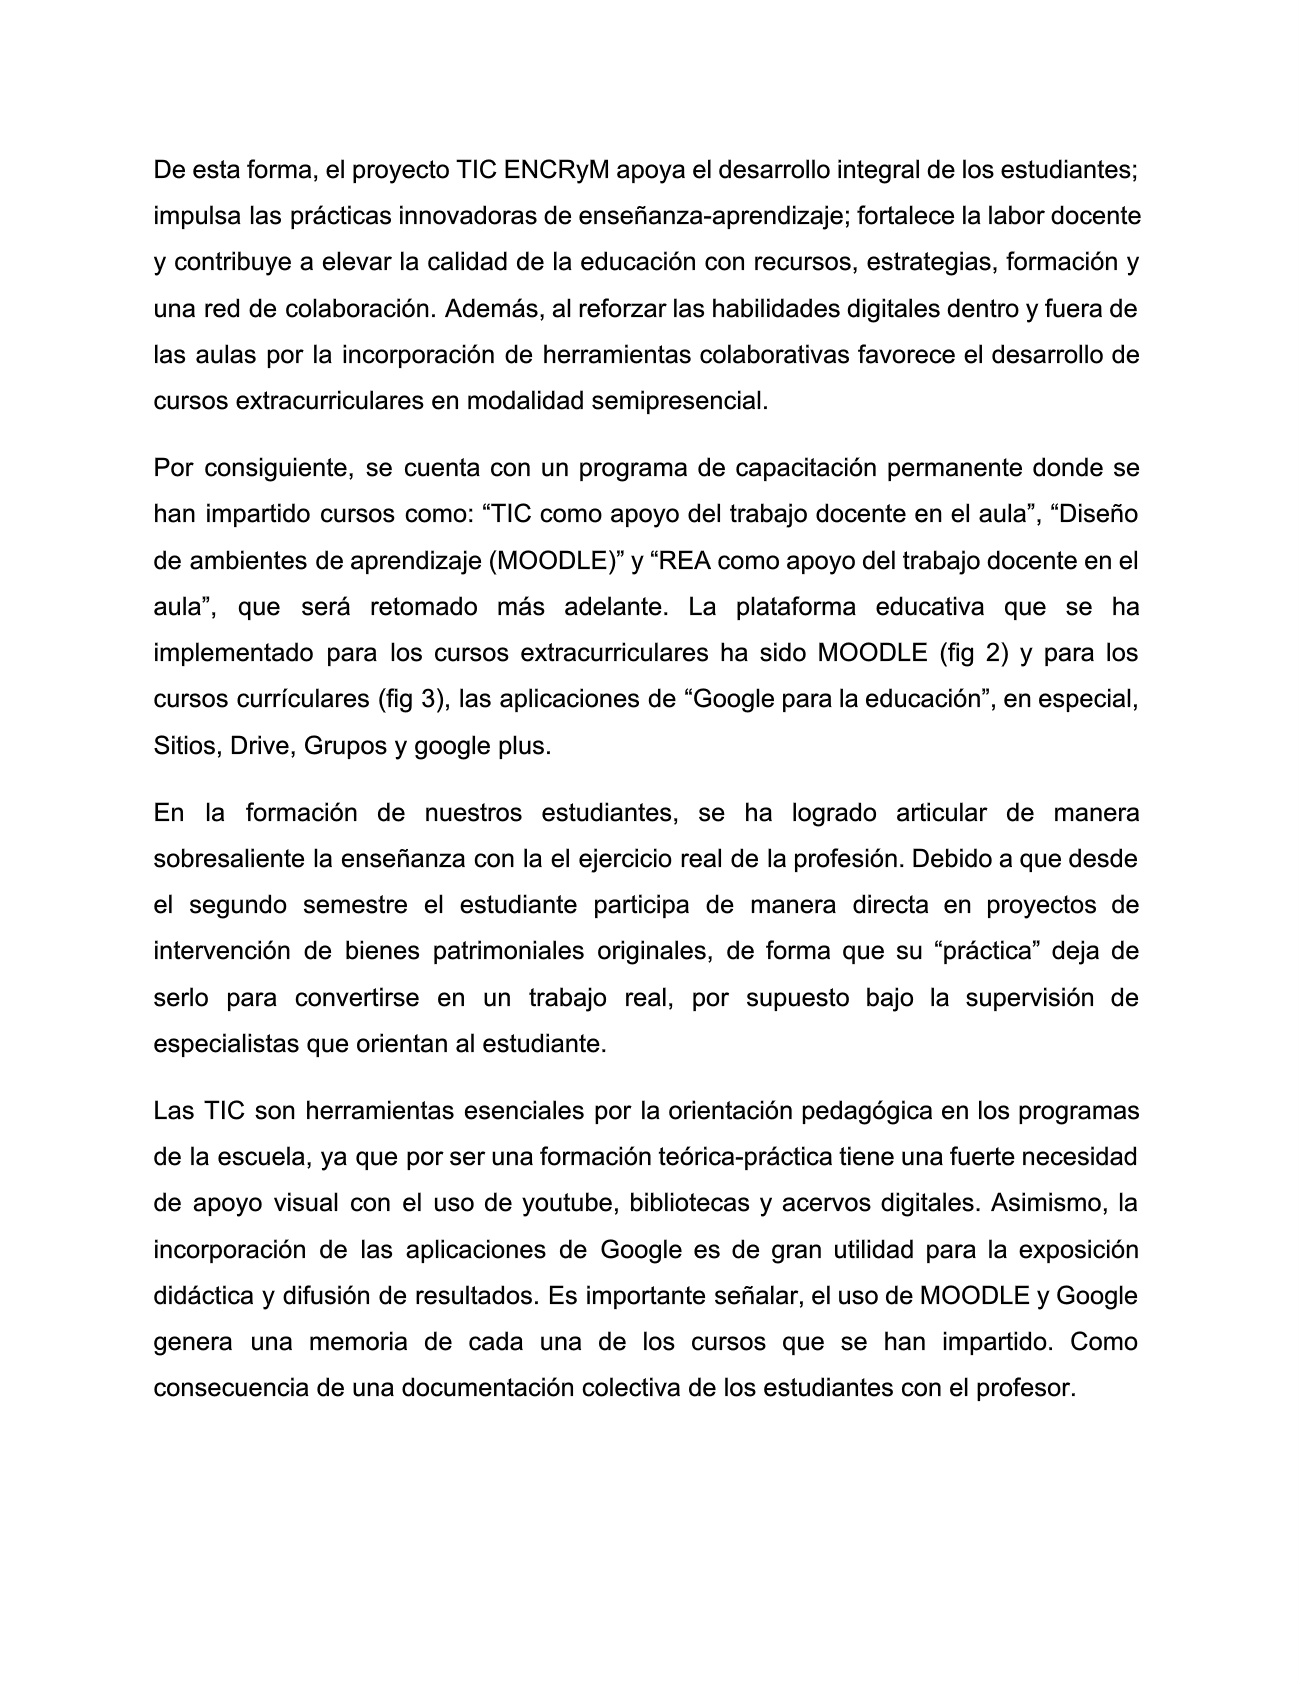 De esta forma, el proyecto TIC ENCRyM apoya el desarrollo integral de los estudiantes;
impulsa las prácticas innovadoras de enseñanza-aprendizaje; fortalece la labor docente
y contribuye a elevar la calidad de la educación con recursos, estrategias, formación y
una red de colaboración. Además, al reforzar las habilidades digitales dentro y fuera de
las aulas por la incorporación de herramientas colaborativas favorece el desarrollo de
cursos extracurriculares en modalidad semipresencial.
Por consiguiente, se cuenta con un programa de capacitación permanente donde se
han impartido cursos como: “TIC como apoyo del trabajo docente en el aula”, “Diseño
de ambientes de aprendizaje (MOODLE)” y “REA como apoyo del trabajo docente en el
aula”, que será retomado más adelante. La plataforma educativa que se ha
implementado para los cursos extracurriculares ha sido MOODLE (fig 2) y para los
cursos currículares (fig 3), las aplicaciones de “Google para la educación”, en especial,
Sitios, Drive, Grupos y google plus.
En la formación de nuestros estudiantes, se ha logrado articular de manera
sobresaliente la enseñanza con la el ejercicio real de la profesión. Debido a que desde
el segundo semestre el estudiante participa de manera directa en proyectos de
intervención de bienes patrimoniales originales, de forma que su “práctica” deja de
serlo para convertirse en un trabajo real, por supuesto bajo la supervisión de
especialistas que orientan al estudiante.
Las TIC son herramientas esenciales por la orientación pedagógica en los programas
de la escuela, ya que por ser una formación teórica-práctica tiene una fuerte necesidad
de apoyo visual con el uso de youtube, bibliotecas y acervos digitales. Asimismo, la
incorporación de las aplicaciones de Google es de gran utilidad para la exposición
didáctica y difusión de resultados. Es importante señalar, el uso de MOODLE y Google
genera una memoria de cada una de los cursos que se han impartido. Como
consecuencia de una documentación colectiva de los estudiantes con el profesor.